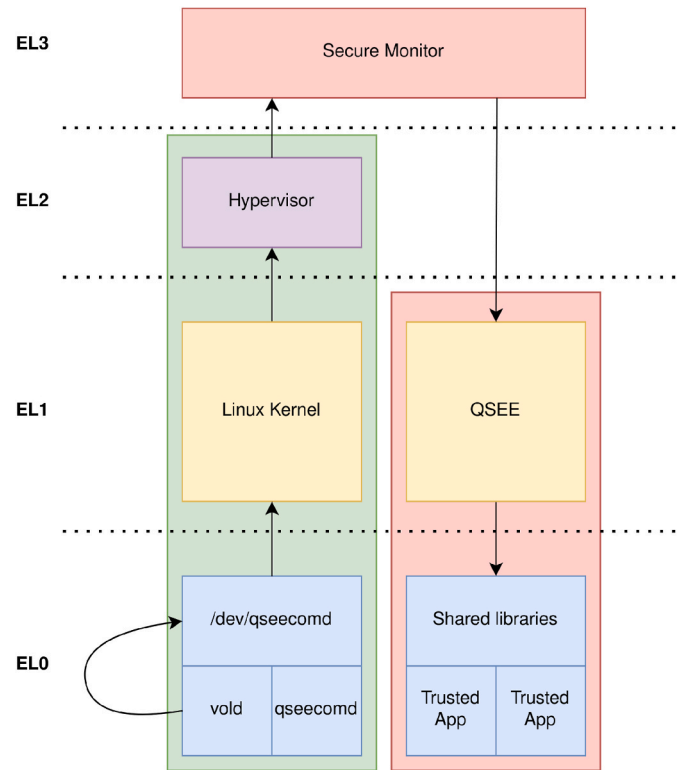 EL3
Secure Monitor
EL2
Hypervisor
EL1
Linux Kernel
QSEE
EL0
/dev/qseecomd
Shared libraries
vold
qseecomd
Trusted
App
Trusted
App